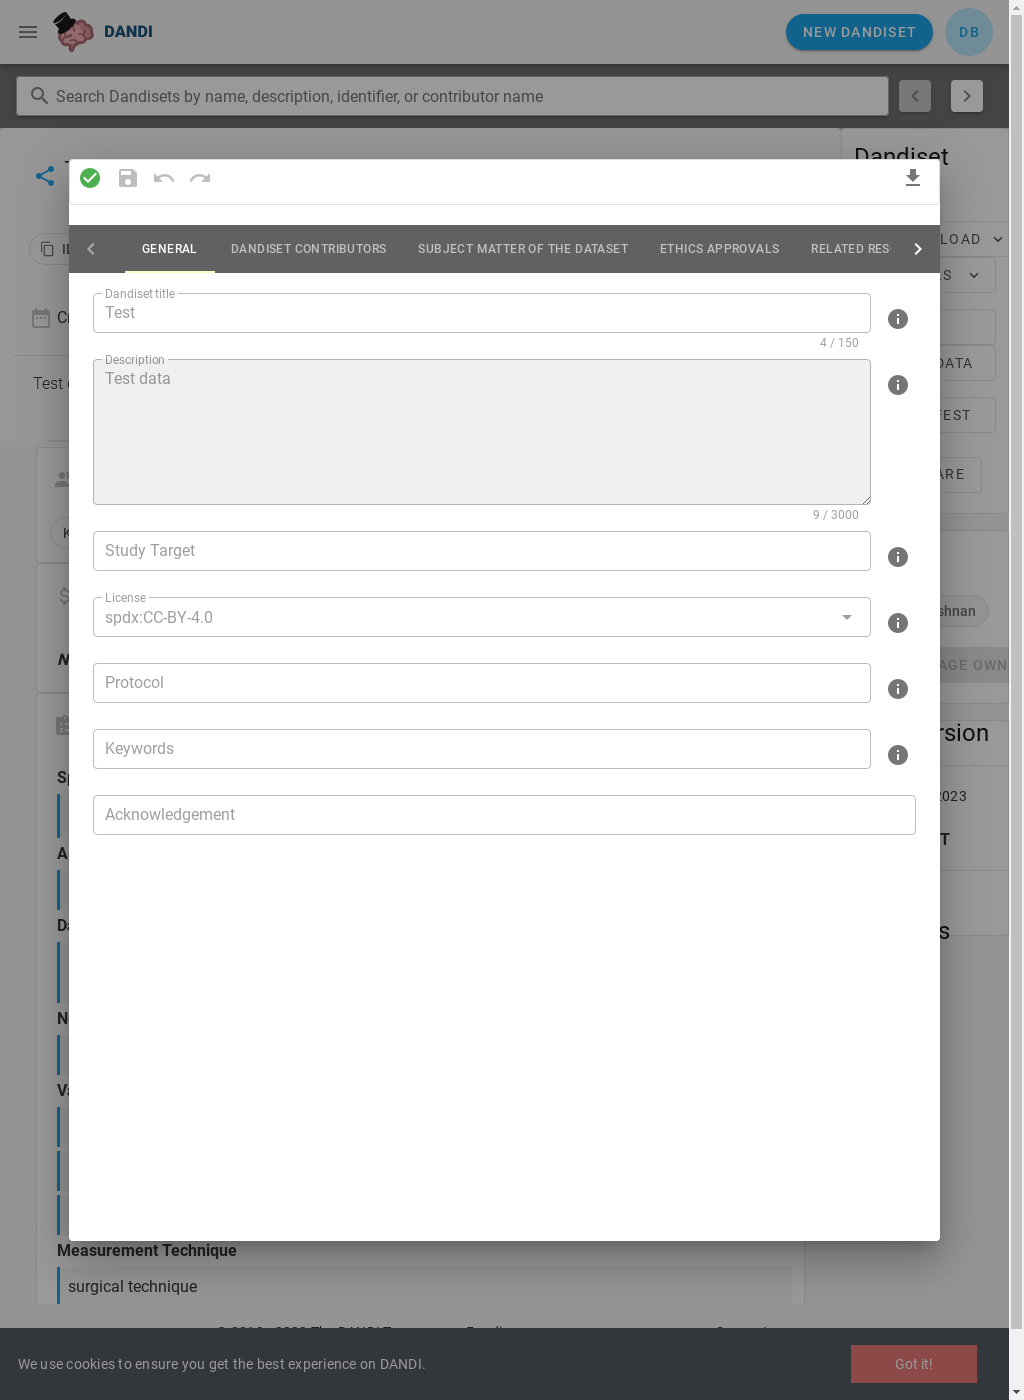 DANDI
NEW DANDISET
DB
Search Dandisets by name, description, identifier, or contributor name
Dandiset
GENERAL
DANDISET CONTRIBUTORS
SUBJECT MATTER OF THE DATASET
ETHICS APPROVALS
RELATED RES
LOAD
Dandiset title
Test
4 / 150
Description
Test data
9 / 3000
Study Target
License
spdx:CC-BY-4.0
Protocol
Keywords
Acknowledgement
Test
DATA
ARE
shnan
AGE OWN
rsion
2023
Measurement Technique
surgical technique
We use cookies to ensure you get the best experience on DANDI.
Got it!